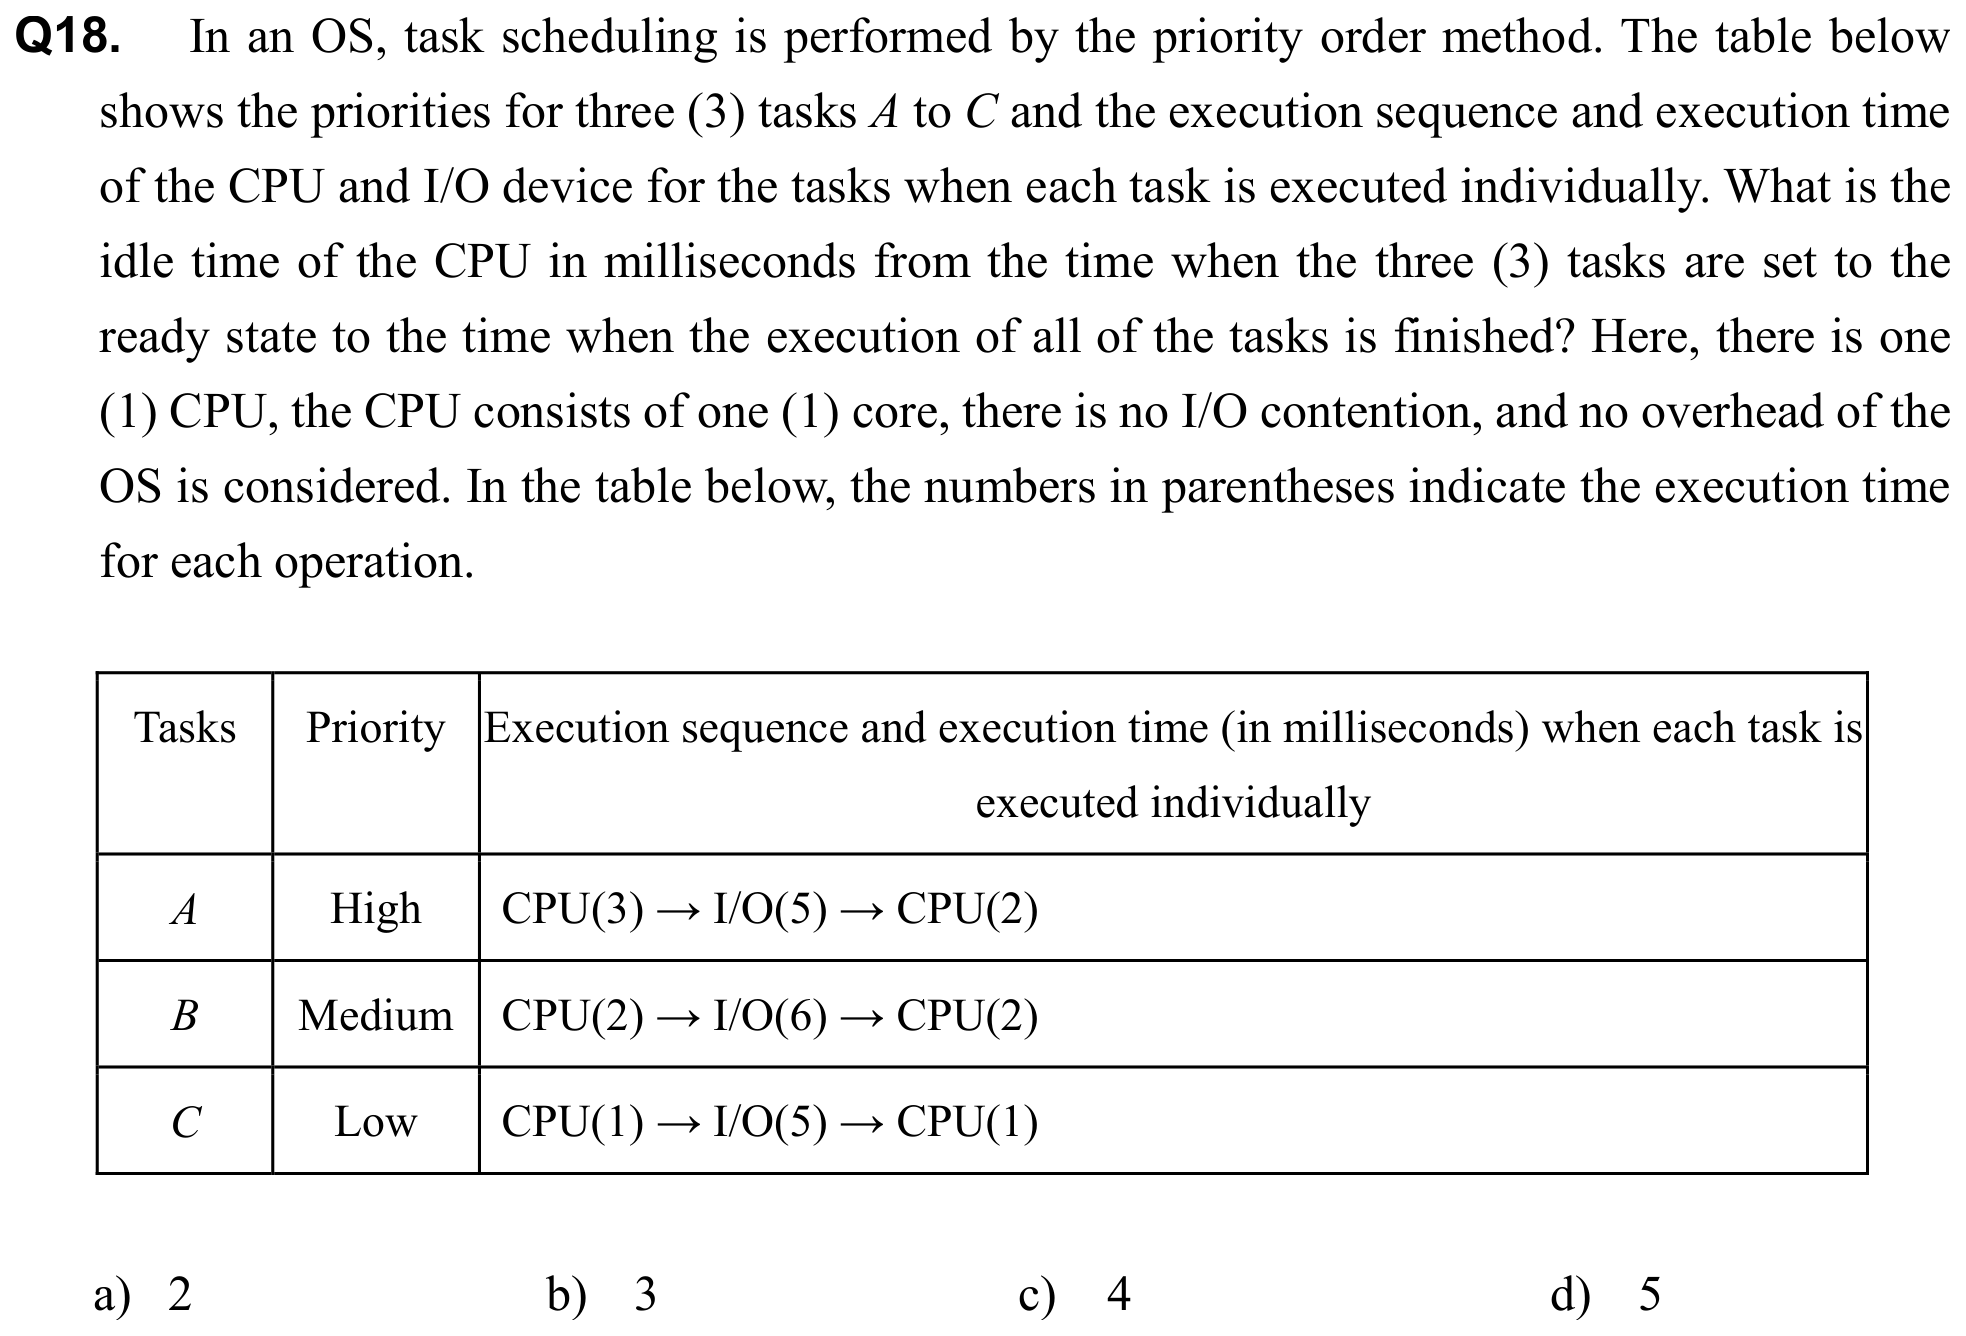 Q18. In an OS, task scheduling is performed by the priority order method. The table below
shows the priorities for three (3) tasks A to C and the execution sequence and execution time
of the CPU and I/O device for the tasks when each task is executed individually. What is the
idle time of the CPU in milliseconds from the time when the three (3) tasks are set to the
ready state to the time when the execution of all of the tasks is finished? Here, there is one
(1) CPU, the CPU consists of one (1) core, there is no I/O contention, and no overhead of the
OS is considered. In the table below, the numbers in parentheses indicate the execution time
for each operation.
Tasks Priority Execution sequence and execution time (in milliseconds) when each task is
executed individually
A High CPU(3) → I/O(5) → CPU(2)
B Medium CPU(2) → I/O(6) → CPU(2)
C Low CPU(1) → I/O(5) → CPU(1)
a) 2 b) 3 c) 4 d) 5